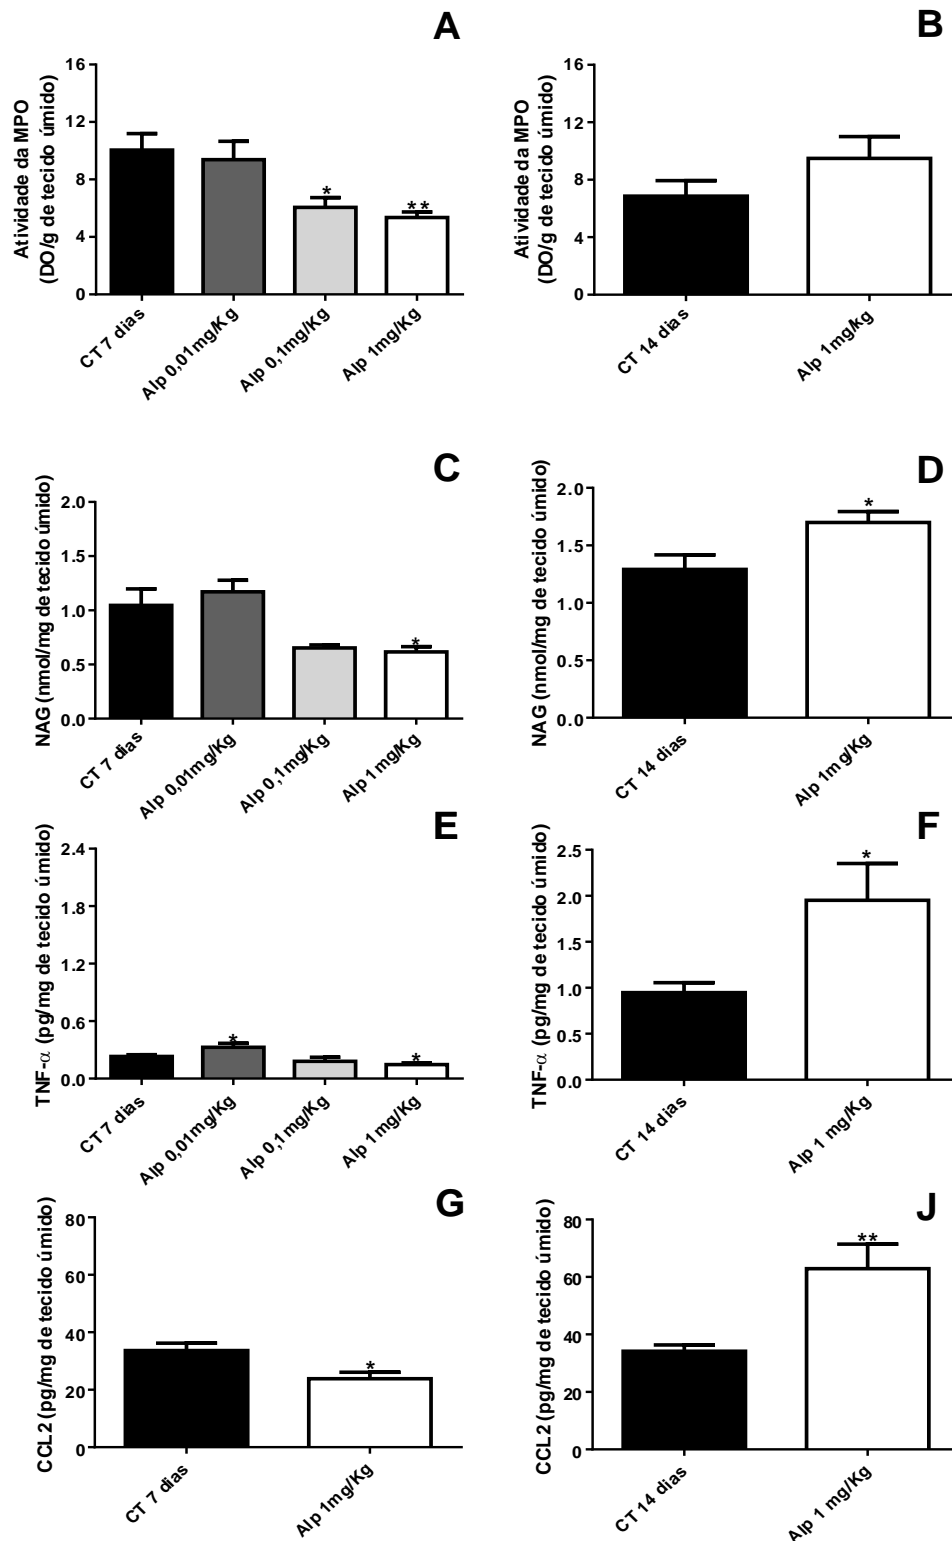 A
Atividade da MPO
(DO/g de tecido úmido)
16
12
8
4
0
*
**
CT 7 dias
Alp 0,01mg/Kg
Alp 0,1mg/Kg
Alp 1mg/Kg
B
Atividade da MPO
(DO/g de tecido úmido)
16
12
8
4
0
CT 14 dias
Alp 1mg/kg
C
NAG (nmol/mg de tecido úmido)
2.0
1.5
1.0
0.5
0.0
*
CT 7 dias
Alp 0,01mg/Kg
Alp 0,1mg/Kg
Alp 1mg/Kg
D
NAG (nmol/mg de tecido úmido)
2.0
1.5
1.0
0.5
0.0
*
CT 14 dias
Alp 1mg/Kg
E
TNF-α (pg/mg de tecido úmido)
2.4
1.8
1.2
0.6
0.0
*
*
CT 7 dias
Alp 0,01mg/Kg
Alp 0,1mg/Kg
Alp 1mg/Kg
F
TNF-α (pg/mg de tecido úmido)
2.5
2.0
1.5
1.0
0.5
0.0
*
CT 14 dias
Alp 1 mg/Kg
G
CCL2 (pg/mg de tecido úmido)
80
60
40
20
0
*
CT 7 dias
Alp 1mg/Kg
J
CCL2 (pg/mg de tecido úmido)
80
60
40
20
0
**
CT 14 dias
Alp 1 mg/Kg